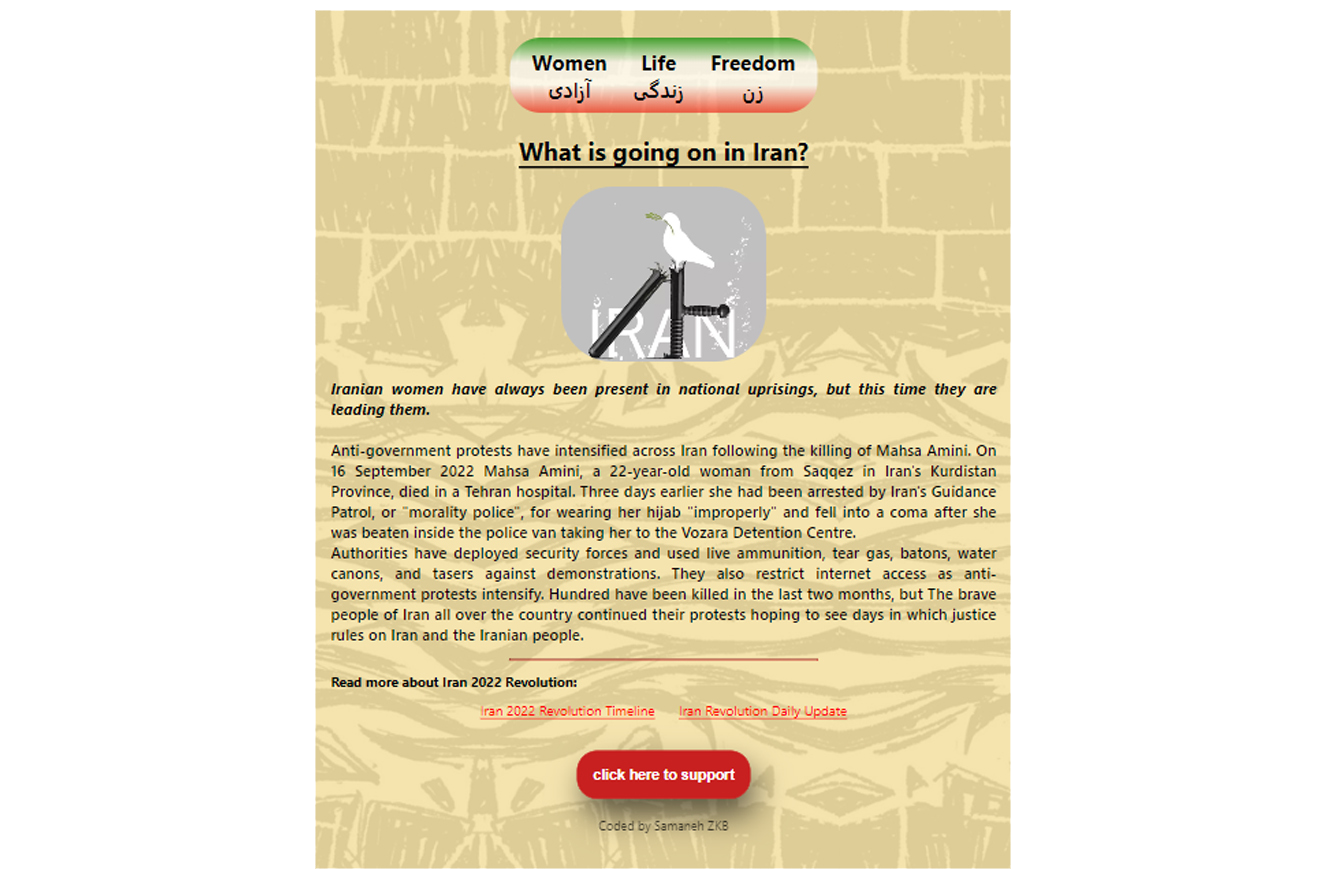 Women Life Freedom
آزادی زندگی زن
What is going on in Iran?
IRAN
Iranian women have always been present in national uprisings, but this time they are
leading them.
Anti-government protests have intensified across Iran following the killing of Mahsa Amini. On
16 September 2022 Mahsa Amini, a 22-year-old woman from Saqqez in Iran's Kurdistan
Province, died in a Tehran hospital. Three days earlier she had been arrested by Iran's Guidance
Patrol, or "morality police", for wearing her hijab "improperly" and fell into a coma after she
was beaten inside the police van taking her to the Vozara Detention Centre.
Authorities have deployed security forces and used live ammunition, tear gas, batons, water
canons, and tasers against demonstrations. They also restrict internet access as anti-
government protests intensify. Hundred have been killed in the last two months, but The brave
people of Iran all over the country continued their protests hoping to see days in which justice
rules on Iran and the Iranian people.
Read more about Iran 2022 Revolution:
Iran 2022 Revolution Timeline Iran Revolution Daily Update
click here to support
Coded by Samaneh ZKB